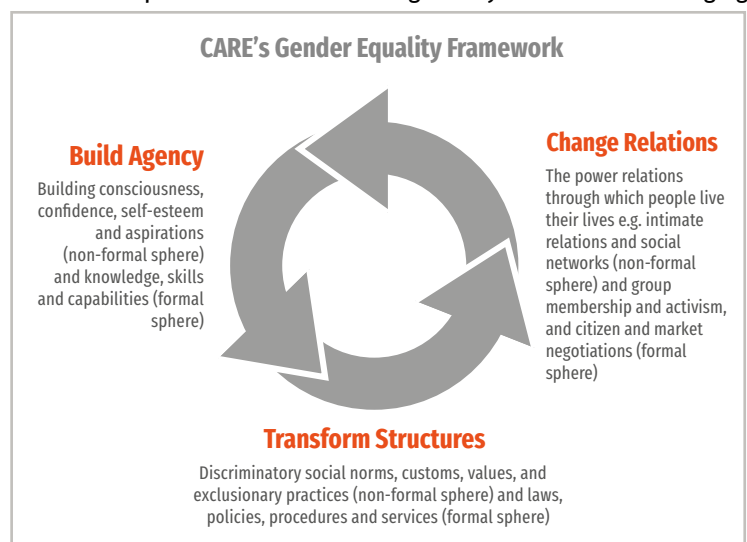 CARE's Gender Equality Framework
Build Agency
Building consciousness,
confidence, self-esteem
and aspirations
(non-formal sphere)
and knowledge, skills
and capabilities (formal
sphere)
Change Relations
The power relations
through which people live
their lives e.g. intimate
relations and social
networks (non-formal
sphere) and group
membership and activism,
and citizen and market
negotiations (formal
sphere)
Transform Structures
Discriminatory social norms, customs, values, and
exclusionary practices (non-formal sphere) and laws,
policies, procedures and services (formal sphere)